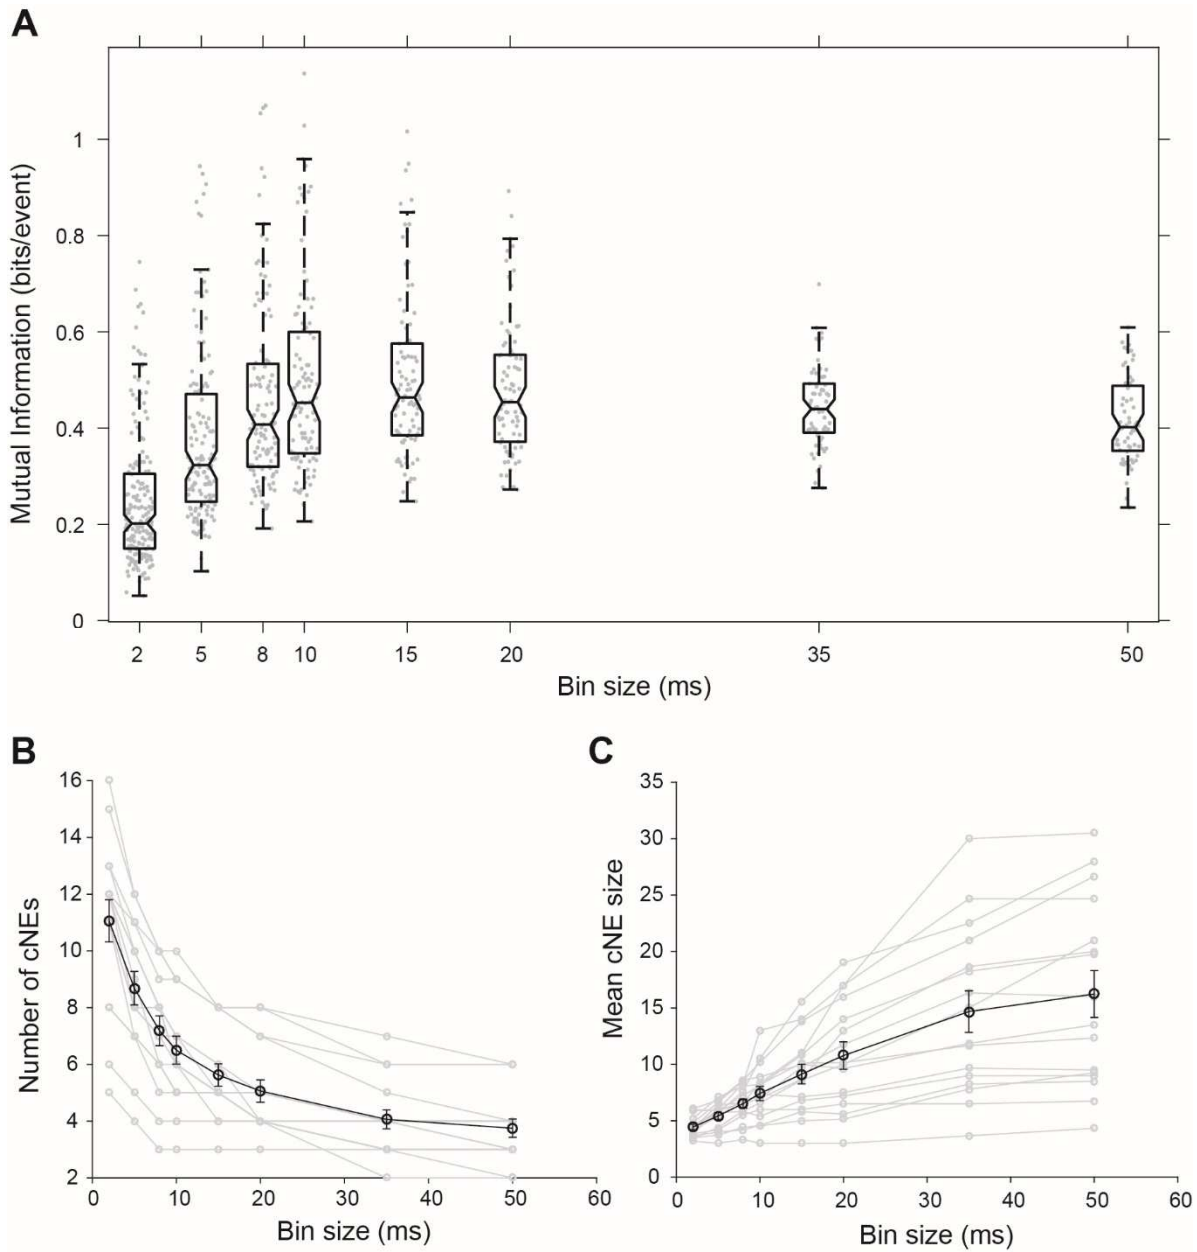 A
Mutual Information (bits/event)
1
0.8
0.6
0.4
0.2
0
2 5 8 10 15 20 35 50
Bin size (ms)
B
Number of cNEs
16
14
12
10
8
6
4
2
0 10 20 30 40 50 60
Bin size (ms)
C
Mean cNE size
35
30
25
20
15
10
5
0
0 10 20 30 40 50 60
Bin size (ms)